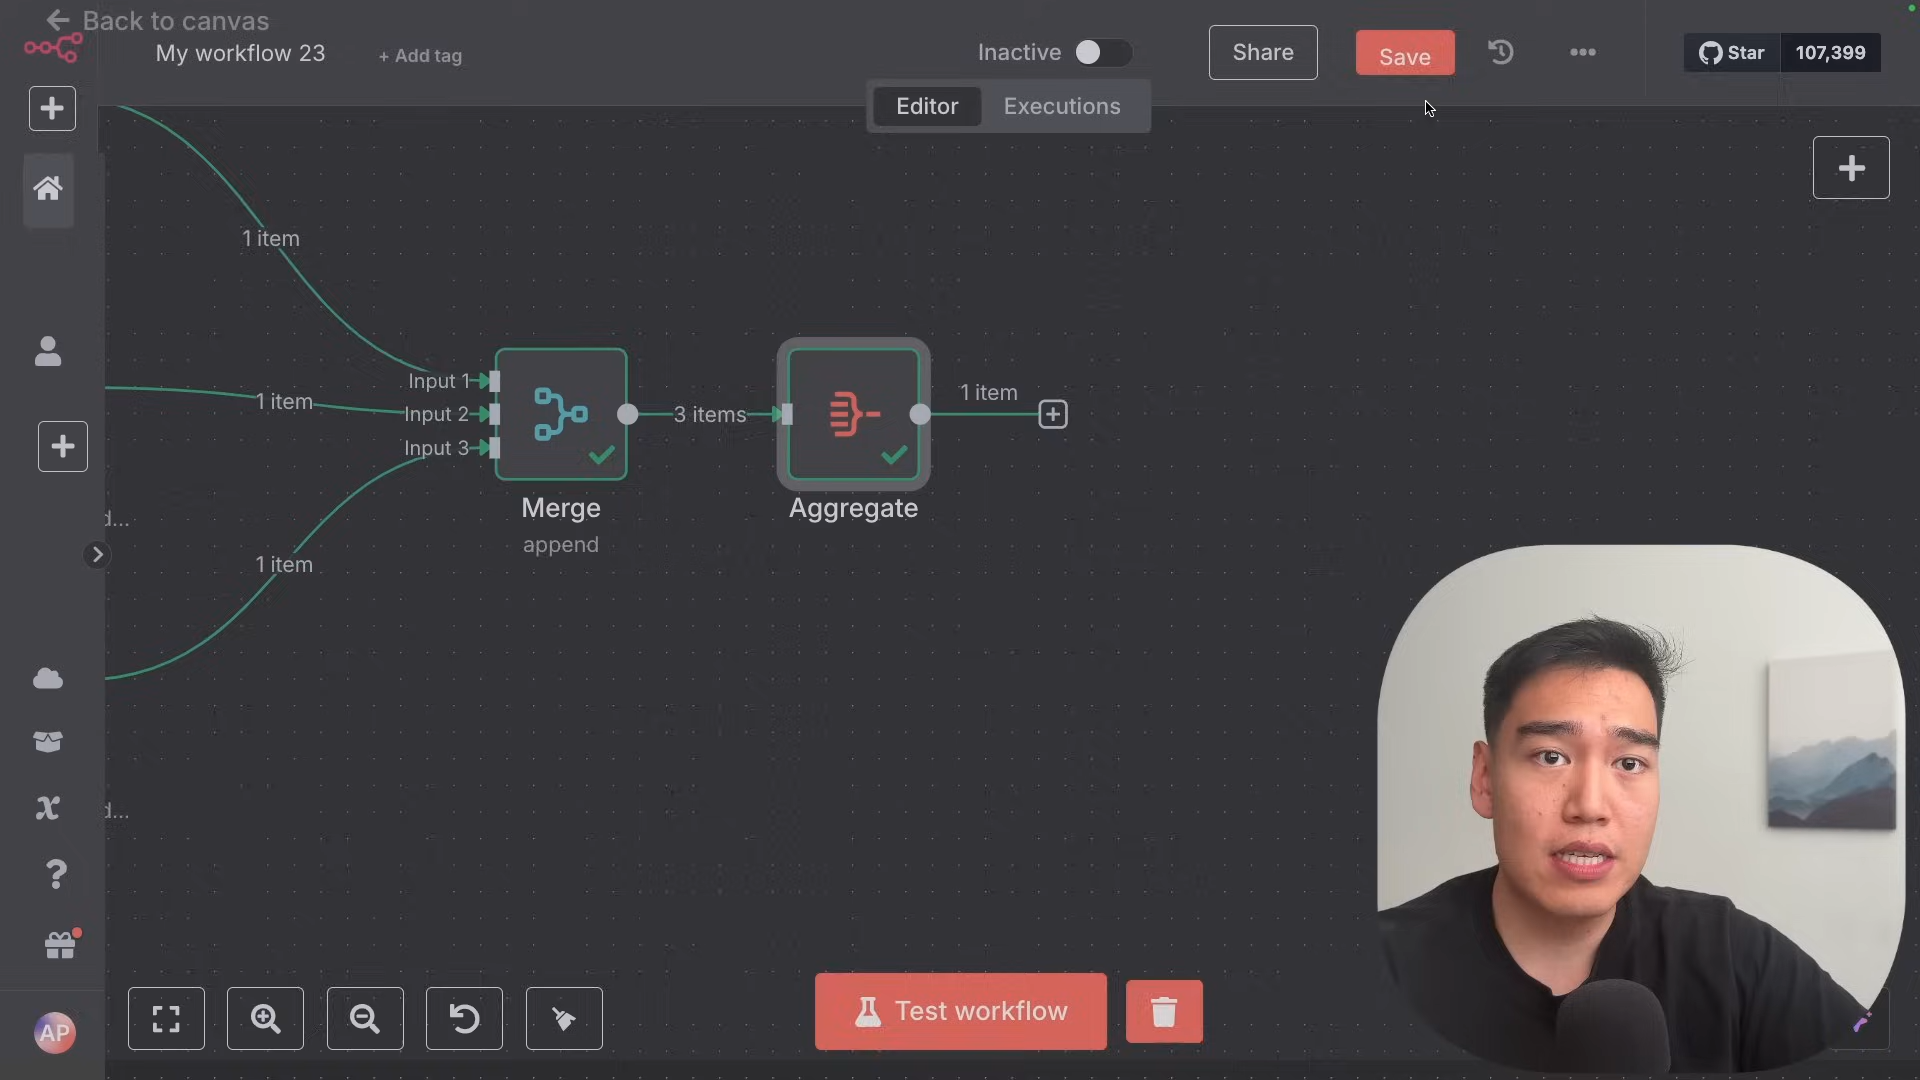 Back to canvas
My workflow 23
+ Add tag
Inactive
Share
Save
Star
107,399
Editor
Executions
1 item
1 item
1 item
Input 1
Input 2
Input 3
3 items
1 item
Merge
append
Aggregate
d...
d...
Test workflow
AP